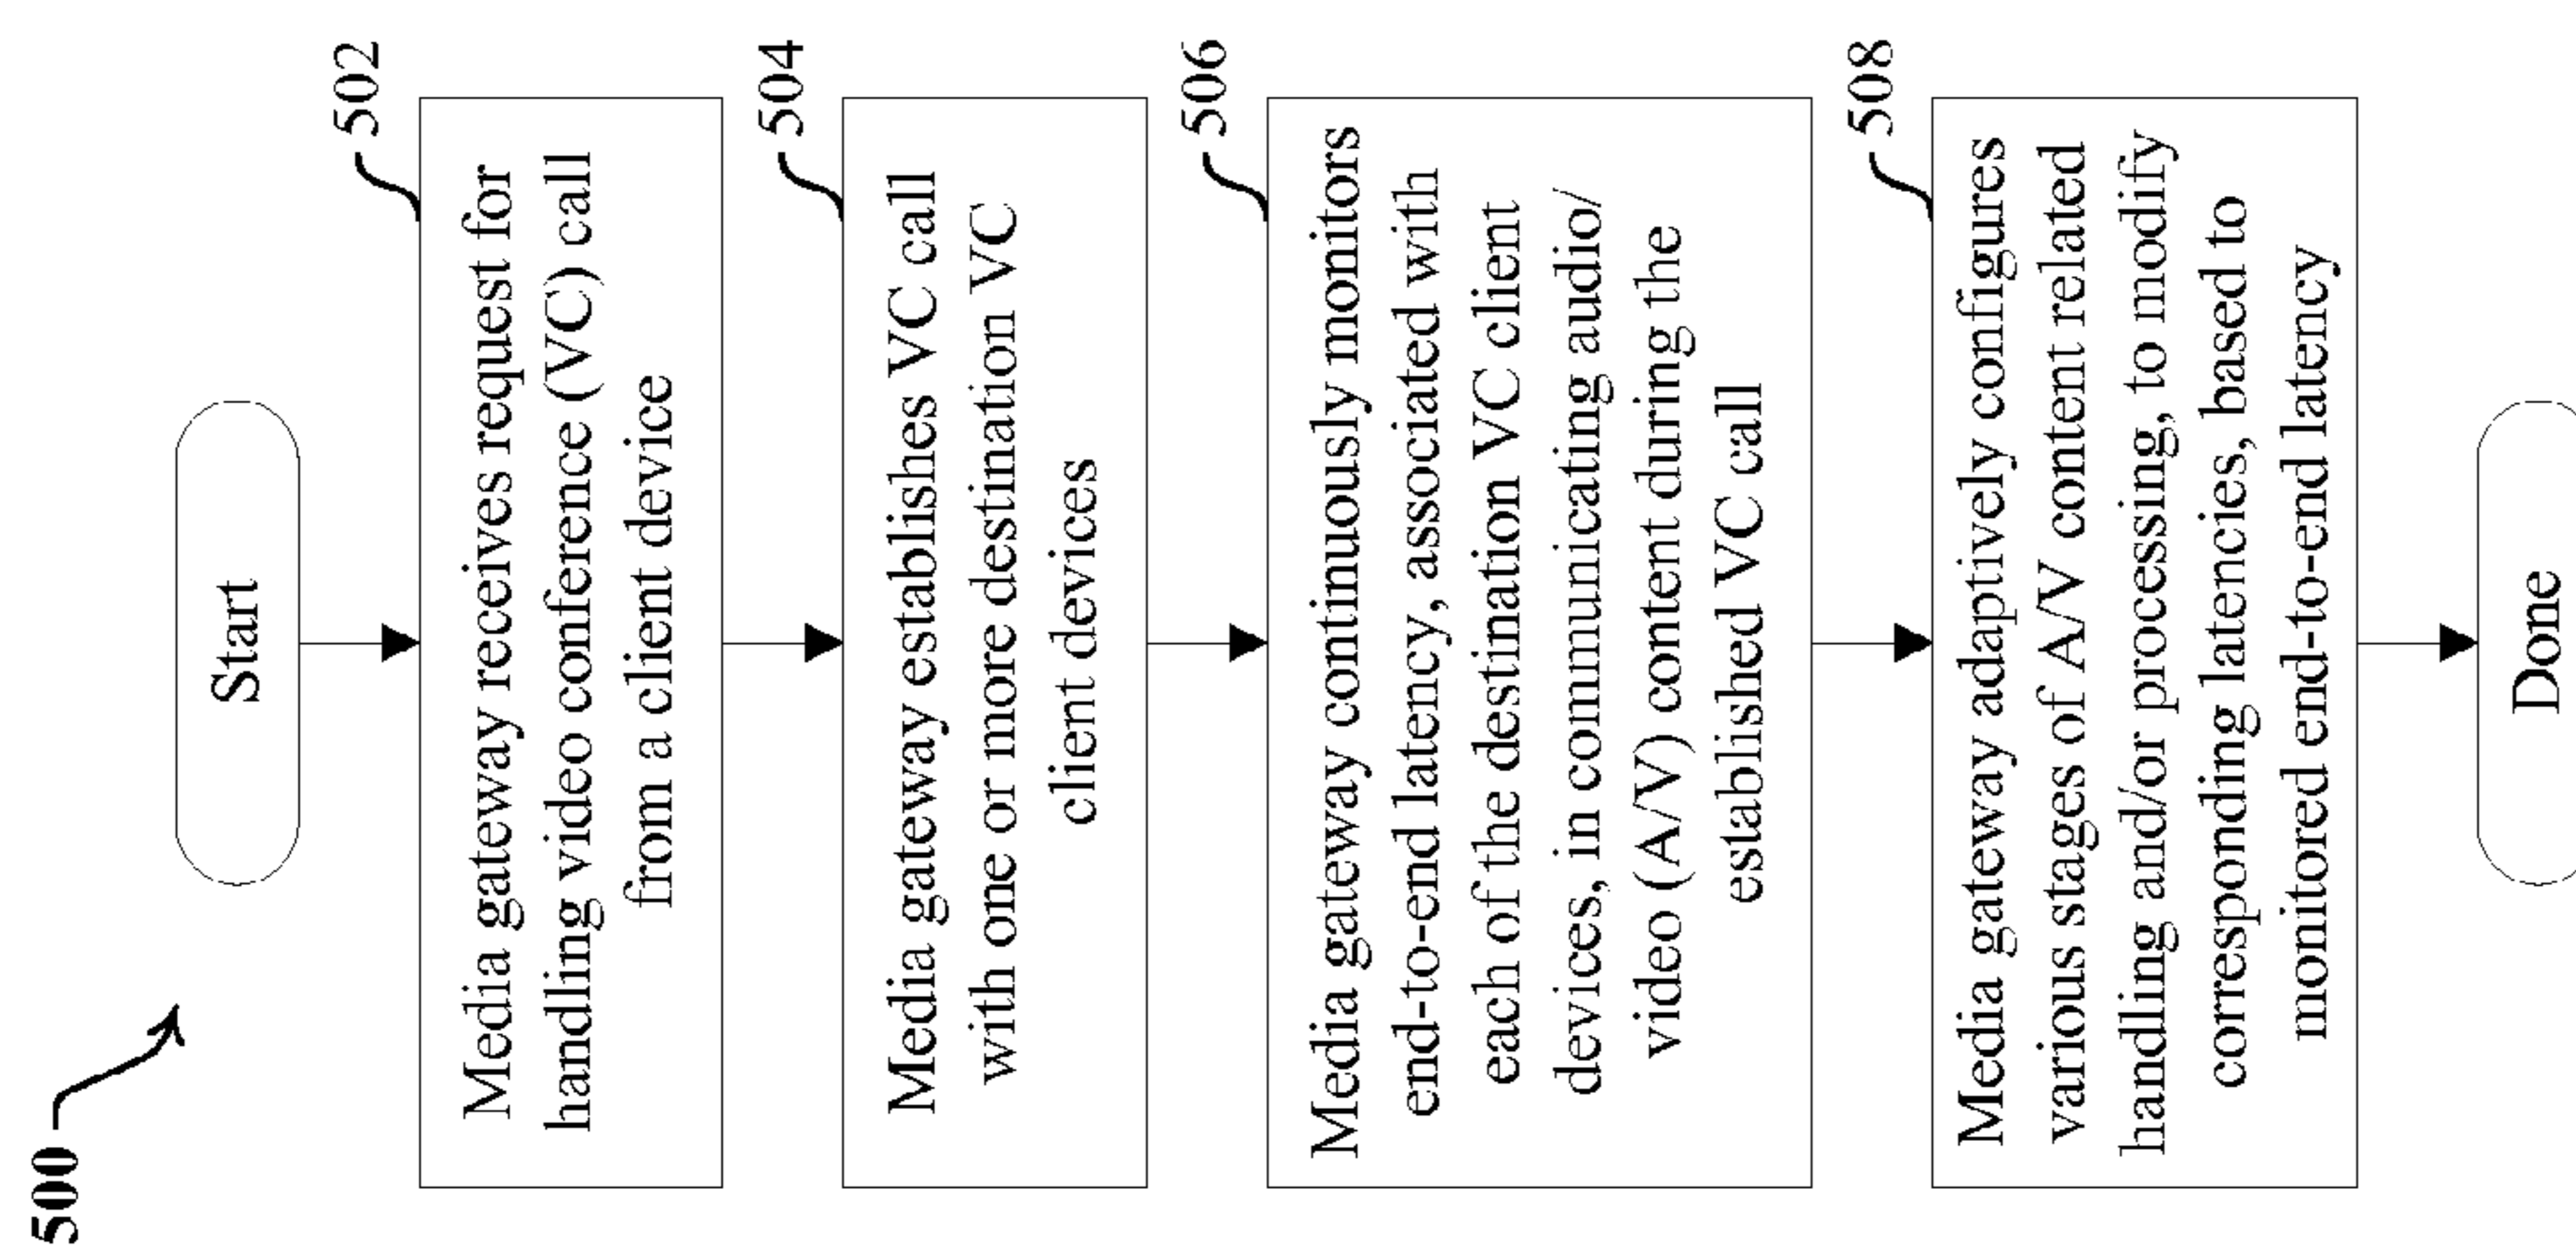 500
Start
502
Media gateway receives request for
handling video conference (VC) call
from a client device
504
Media gateway establishes VC call
with one or more destination VC
client devices
506
Media gateway continuously monitors
end-to-end latency, associated with
each of the destination VC client
devices, in communicating audio/
video (A/V) content during the
established VC call
508
Media gateway adaptively configures
various stages of A/V content related
handling and/or processing, to modify
corresponding latencies, based to
monitored end-to-end latency
Done